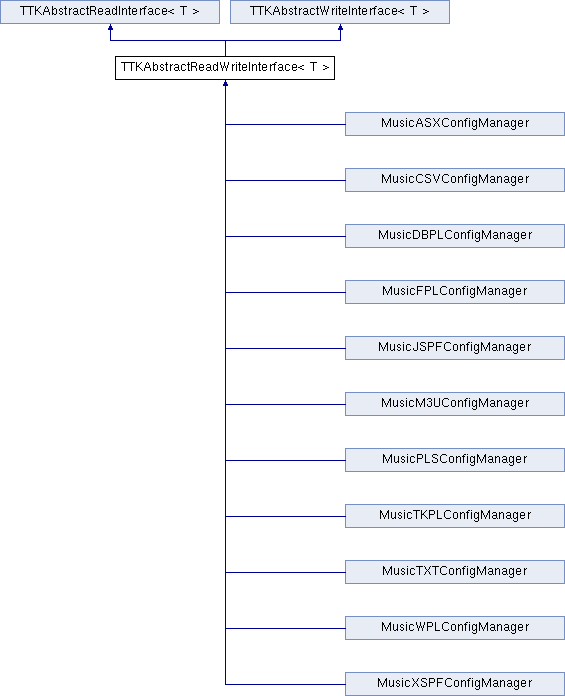 TTKAbstractReadInterface< T >
TTKAbstractWriteInterface< T >
TTKAbstractReadWriteInterface< T >
MusicASXConfigManager
MusicCSVConfigManager
MusicDBPLConfigManager
MusicFPLConfigManager
MusicJSPFConfigManager
MusicM3UConfigManager
MusicPLSConfigManager
MusicTKPLConfigManager
MusicTXTConfigManager
MusicWPLConfigManager
MusicXSPFConfigManager